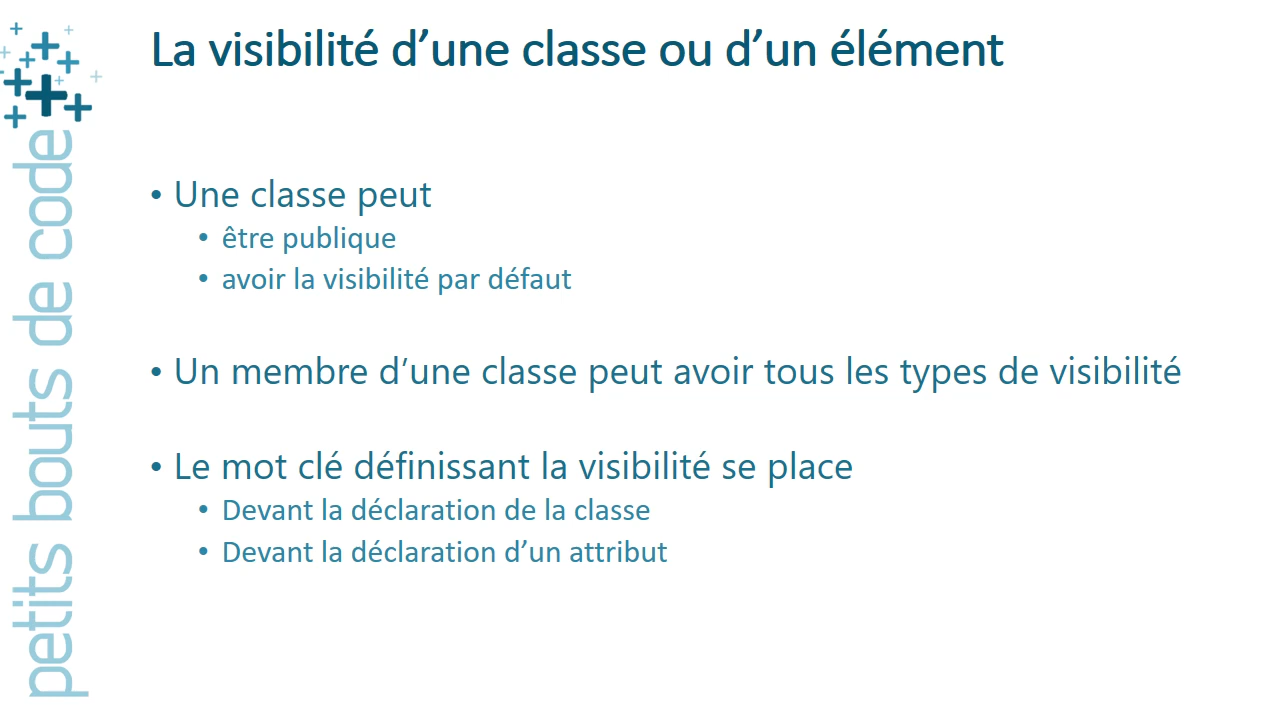 La visibilité d’une classe ou d’un élément
• Une classe peut
• être publique
• avoir la visibilité par défaut
• Un membre d’une classe peut avoir tous les types de visibilité
• Le mot clé définissant la visibilité se place
• Devant la déclaration de la classe
• Devant la déclaration d’un attribut
petits bouts de code